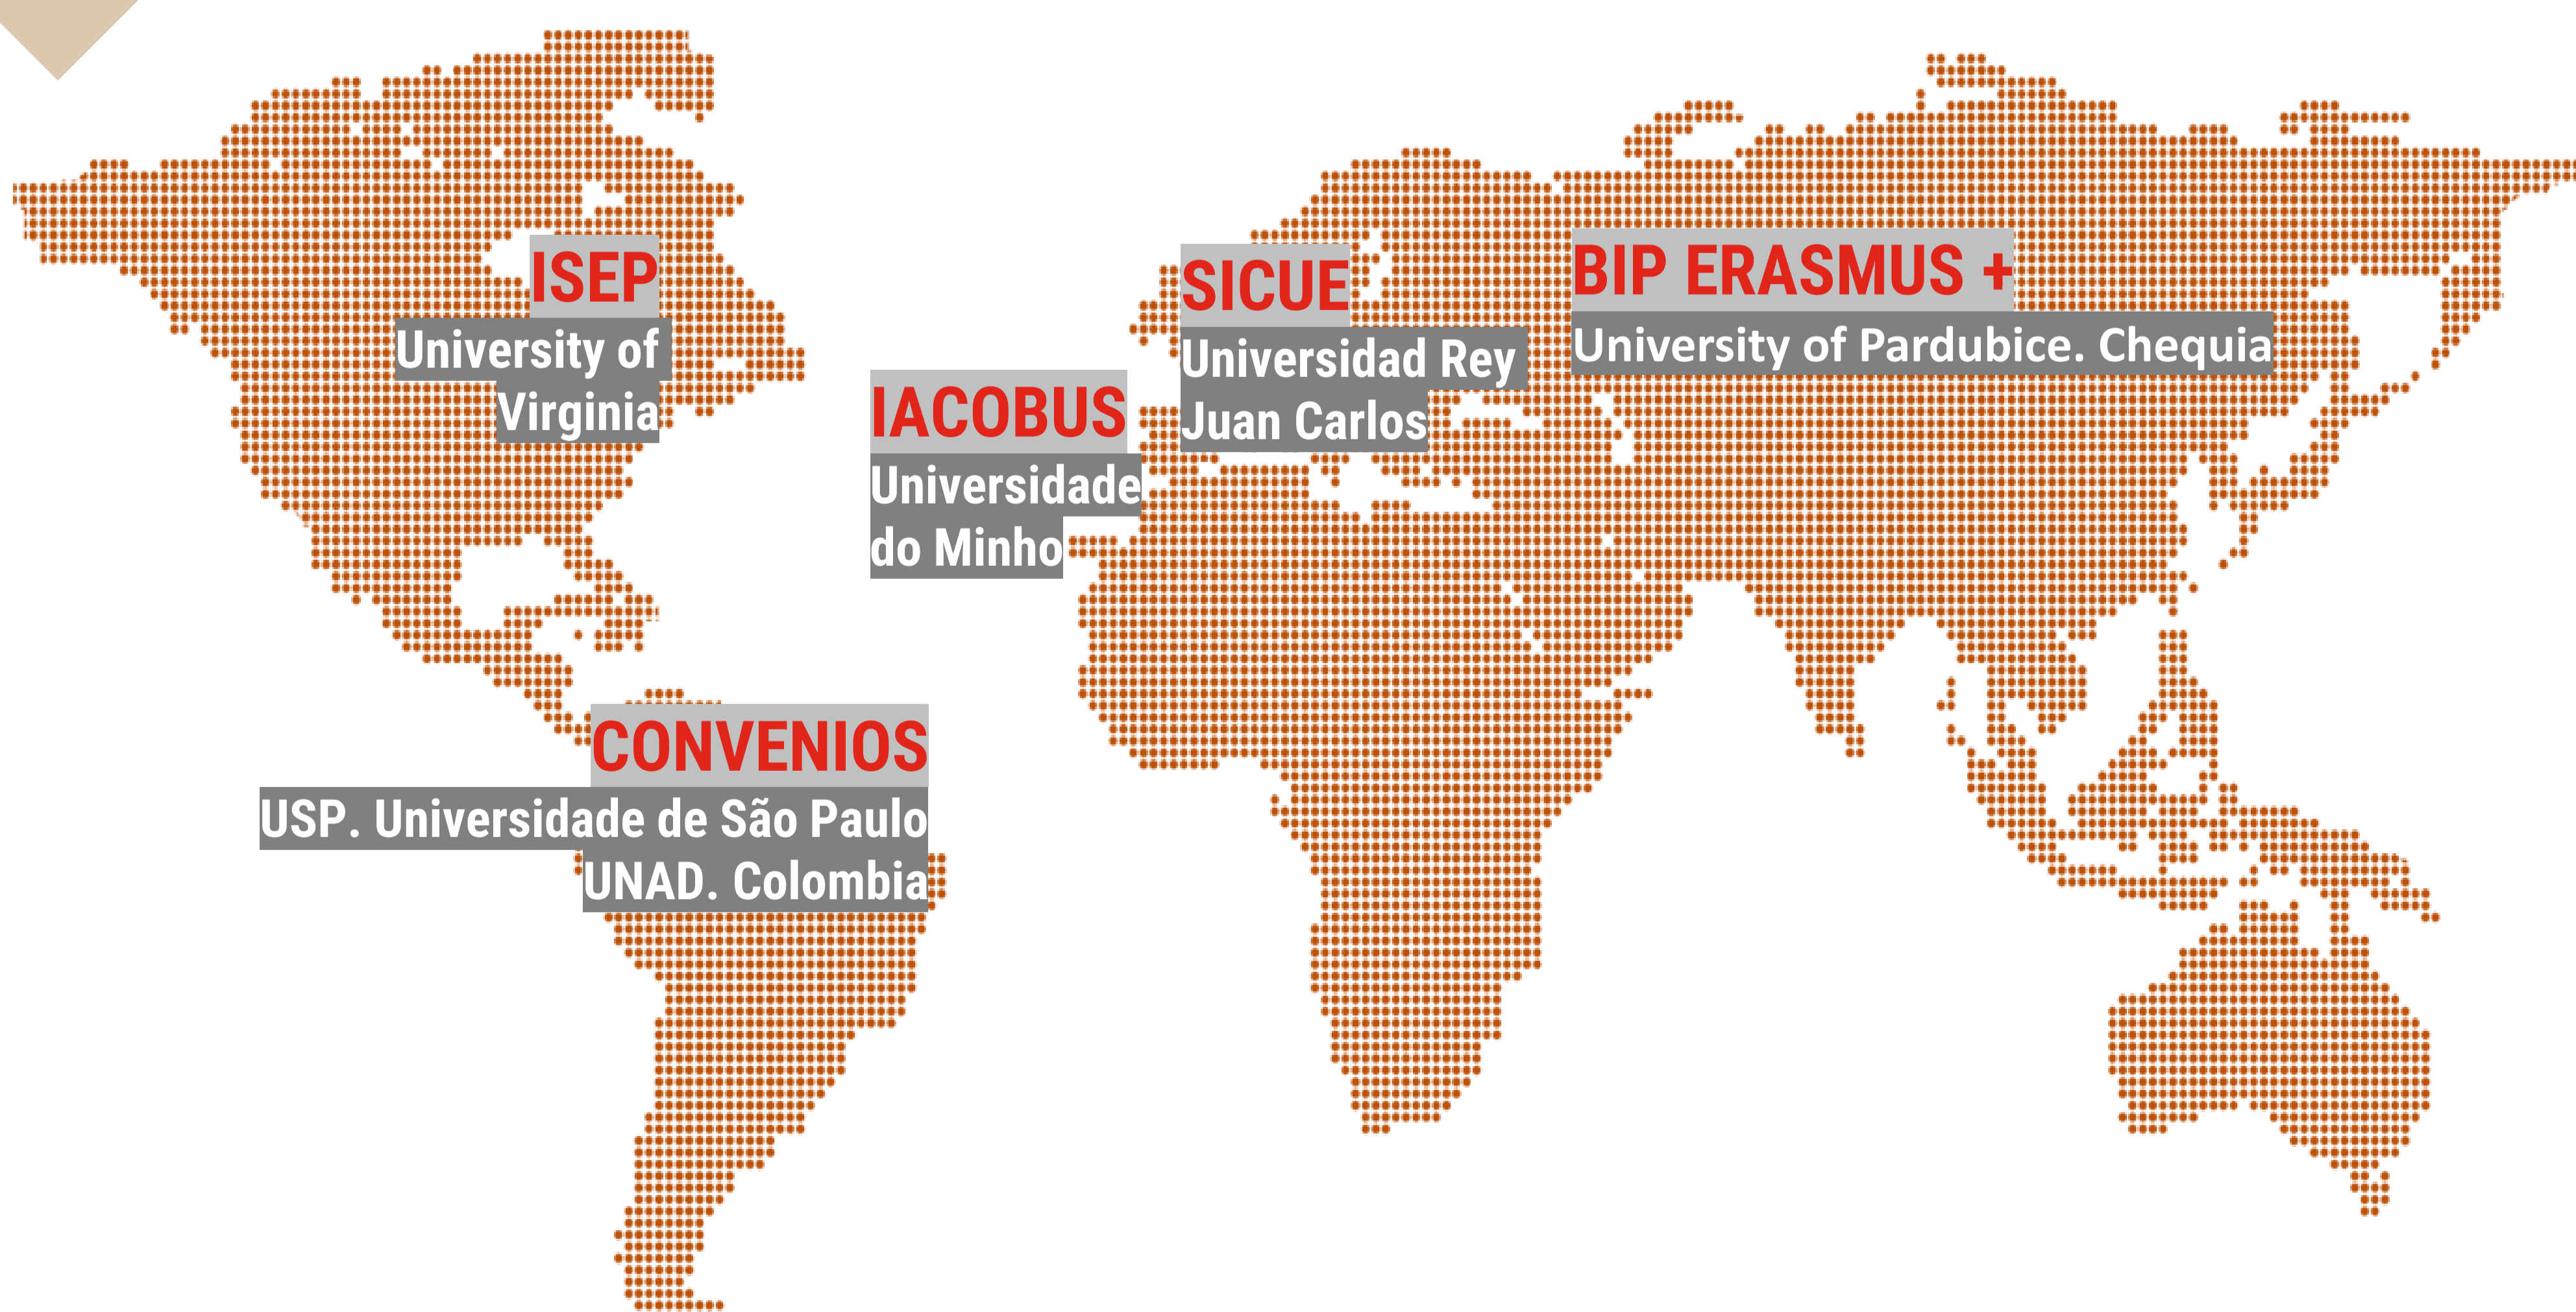 ISEP
University of
Virginia
IACOBUS
Universidade
do Minho
SICUE
Universidad Rey
Juan Carlos
BIP ERASMUS +
University of Pardubice. Chequia
CONVENIOS
USP. Universidade de São Paulo
UNAD. Colombia